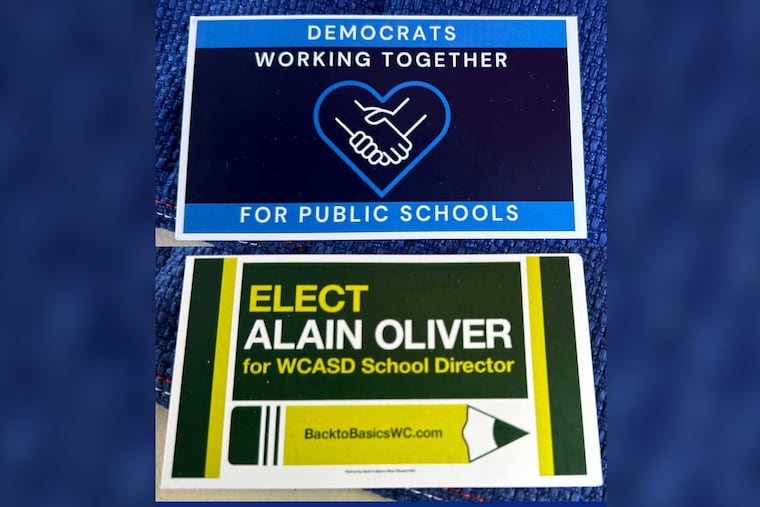 DEMOCRATS
WORKING TOGETHER
FOR PUBLIC SCHOOLS
ELECT
ALAIN OLIVER
for WCASD School Director
BacktoBasicsWC.com